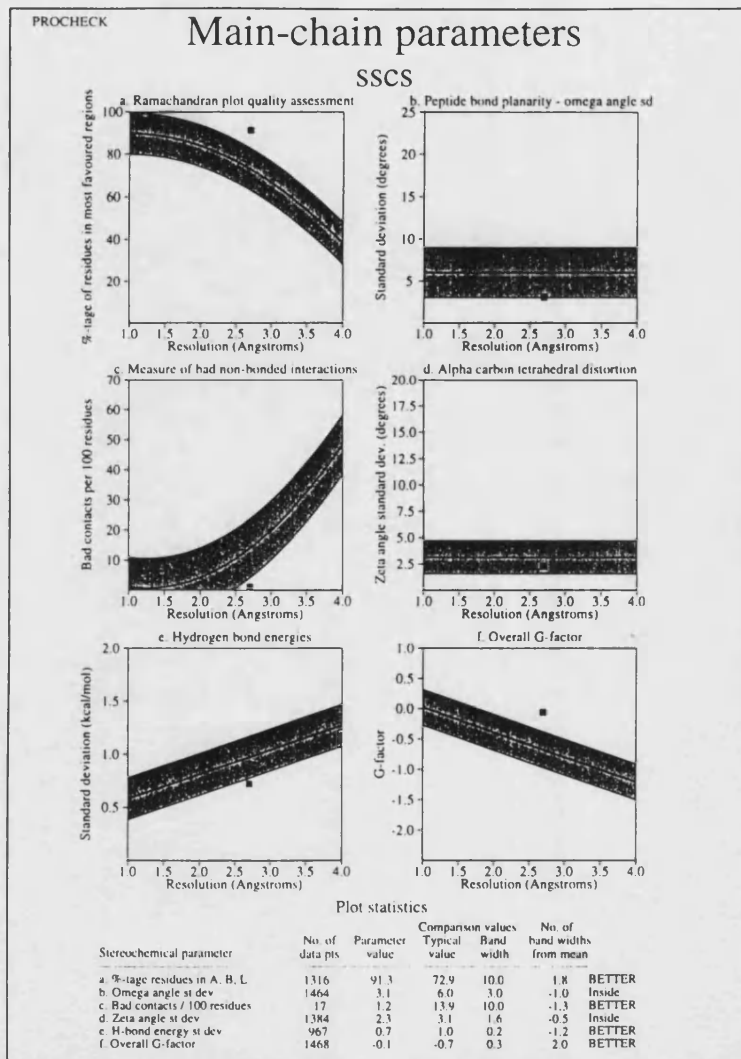 PROCHECK
Main-chain parameters
SSCS
a. Ramachandran plot quality assessment
%-tage of residues in most favoured regions
100
80
60
40
20
1.0 1.5 2.0 2.5 3.0 3.5 4.0
Resolution (Angstroms)
b. Peptide bond planarity - omega angle sd
Standard deviation (degrees)
25
20
15
10
5
1.0 1.5 2.0 2.5 3.0 3.5 4.0
Resolution (Angstroms)
c. Measure of bad non-bonded interactions
Bad contacts per 100 residues
70
60
50
40
30
20
10
1.0 1.5 2.0 2.5 3.0 3.5 4.0
Resolution (Angstroms)
d. Alpha carbon tetrahedral distortion
Zeta angle standard dev. (degrees)
20.0
17.5
15.0
12.5
10.0
7.5
5.0
2.5
1.0 1.5 2.0 2.5 3.0 3.5 4.0
Resolution (Angstroms)
e. Hydrogen bond energies
Standard deviation (kcal/mol)
2.0
1.5
1.0
0.5
1.0 1.5 2.0 2.5 3.0 3.5 4.0
Resolution (Angstroms)
f. Overall G-factor
G-factor
1.0
0.5
0.0
-0.5
-1.0
-1.5
-2.0
1.0 1.5 2.0 2.5 3.0 3.5 4.0
Resolution (Angstroms)
Plot statistics
Comparison values
No. of Parameter Typical Band No. of band widths
Stereochemical parameter data pts value value width from mean
a. %-tage residues in A, B, L 1316 91.3 72.9 10.0 1.8 BETTER
b. Omega angle st dev 1464 3.1 6.0 3.0 -1.0 Inside
c. Bad contacts / 100 residues 17 1.2 13.9 10.0 -1.3 BETTER
d. Zeta angle st dev 1384 2.3 3.1 1.6 -0.5 Inside
e. H-bond energy st dev 967 0.7 1.0 0.2 -1.2 BETTER
f. Overall G-factor 1468 -0.1 -0.7 0.3 2.0 BETTER